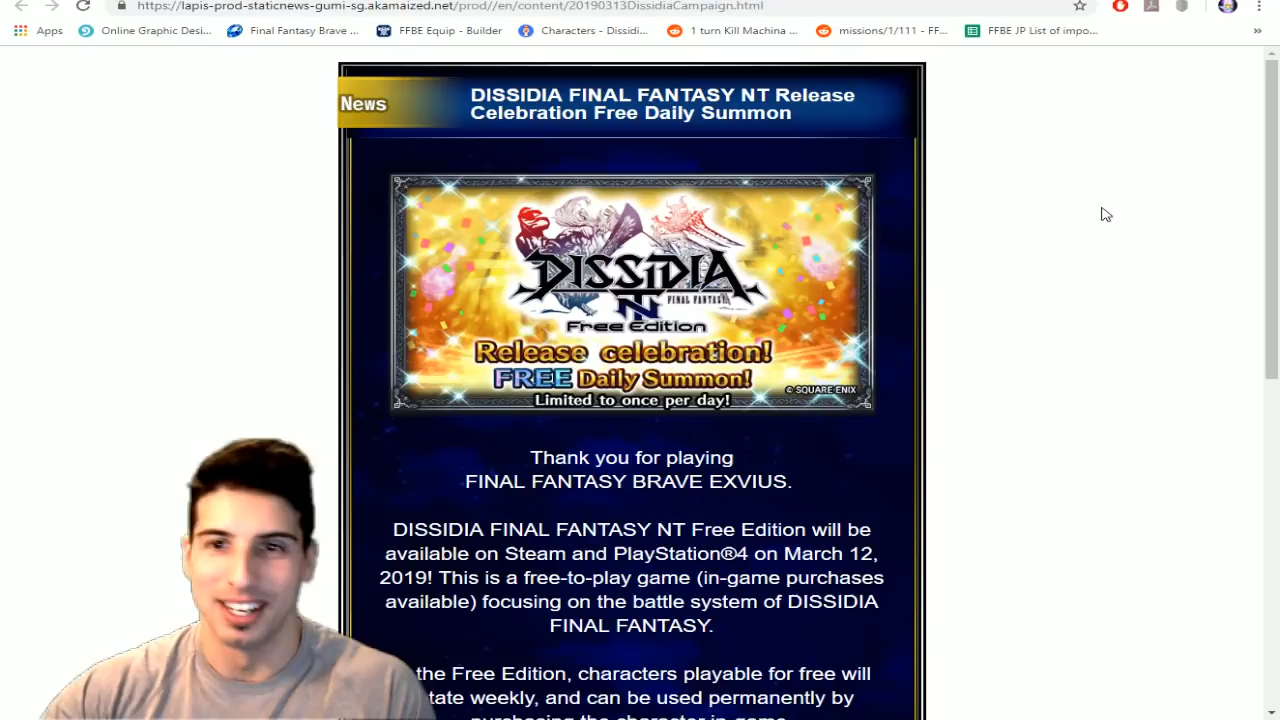 https://lapis-prod-staticnews-gumi-sg.akamaized.net/prod//en/content/20190313DissidiaCampaign.html
Apps Online Graphic Desi... Final Fantasy Brave ... FFBE Equip - Builder Characters - Dissidi... 1 turn Kill Machina ... missions/1/111 - FF... FFBE JP List of impo... »
News
DISSIDIA FINAL FANTASY NT Release
Celebration Free Daily Summon
DISSIDIA
NT
FINAL FANTASY
Free Edition
Release celebration!
FREE Daily Summon!
Limited to once per day!
© SQUARE ENIX
Thank you for playing
FINAL FANTASY BRAVE EXVIUS.
DISSIDIA FINAL FANTASY NT Free Edition will be
available on Steam and PlayStation®4 on March 12,
2019! This is a free-to-play game (in-game purchases
available) focusing on the battle system of DISSIDIA
FINAL FANTASY.
the Free Edition, characters playable for free will
tate weekly, and can be used permanently by
purchasing the character in-game.